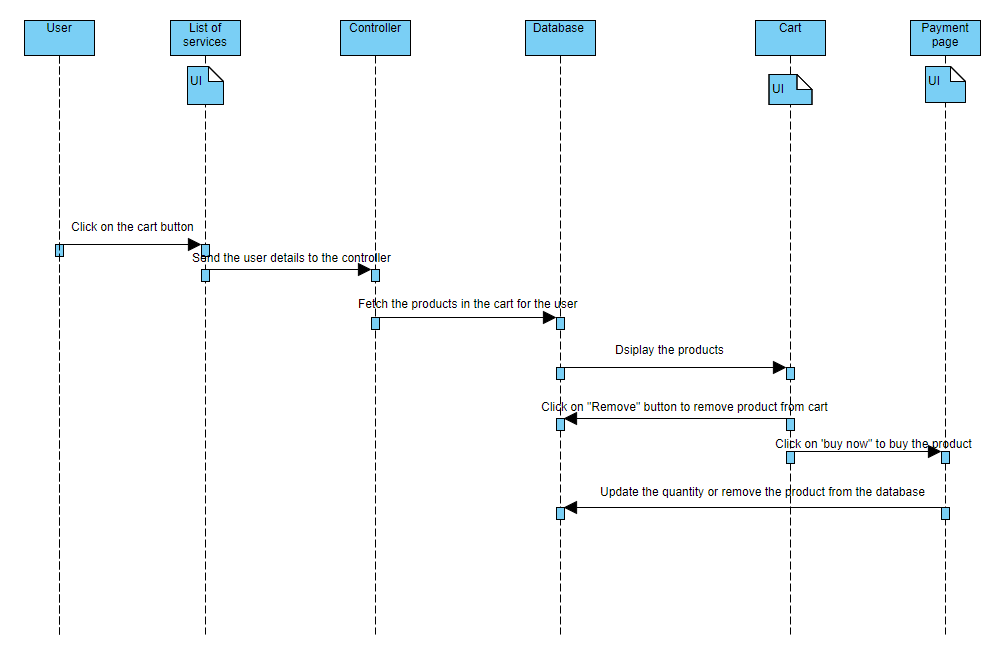 User
List of
services
Controller
Database
Cart
Payment
page
UI
UI
UI
Click on the cart button
Send the user details to the controller
Fetch the products in the cart for the user
Dsiplay the products
Click on "Remove" button to remove product from cart
Click on 'buy now" to buy the product
Update the quantity or remove the product from the database